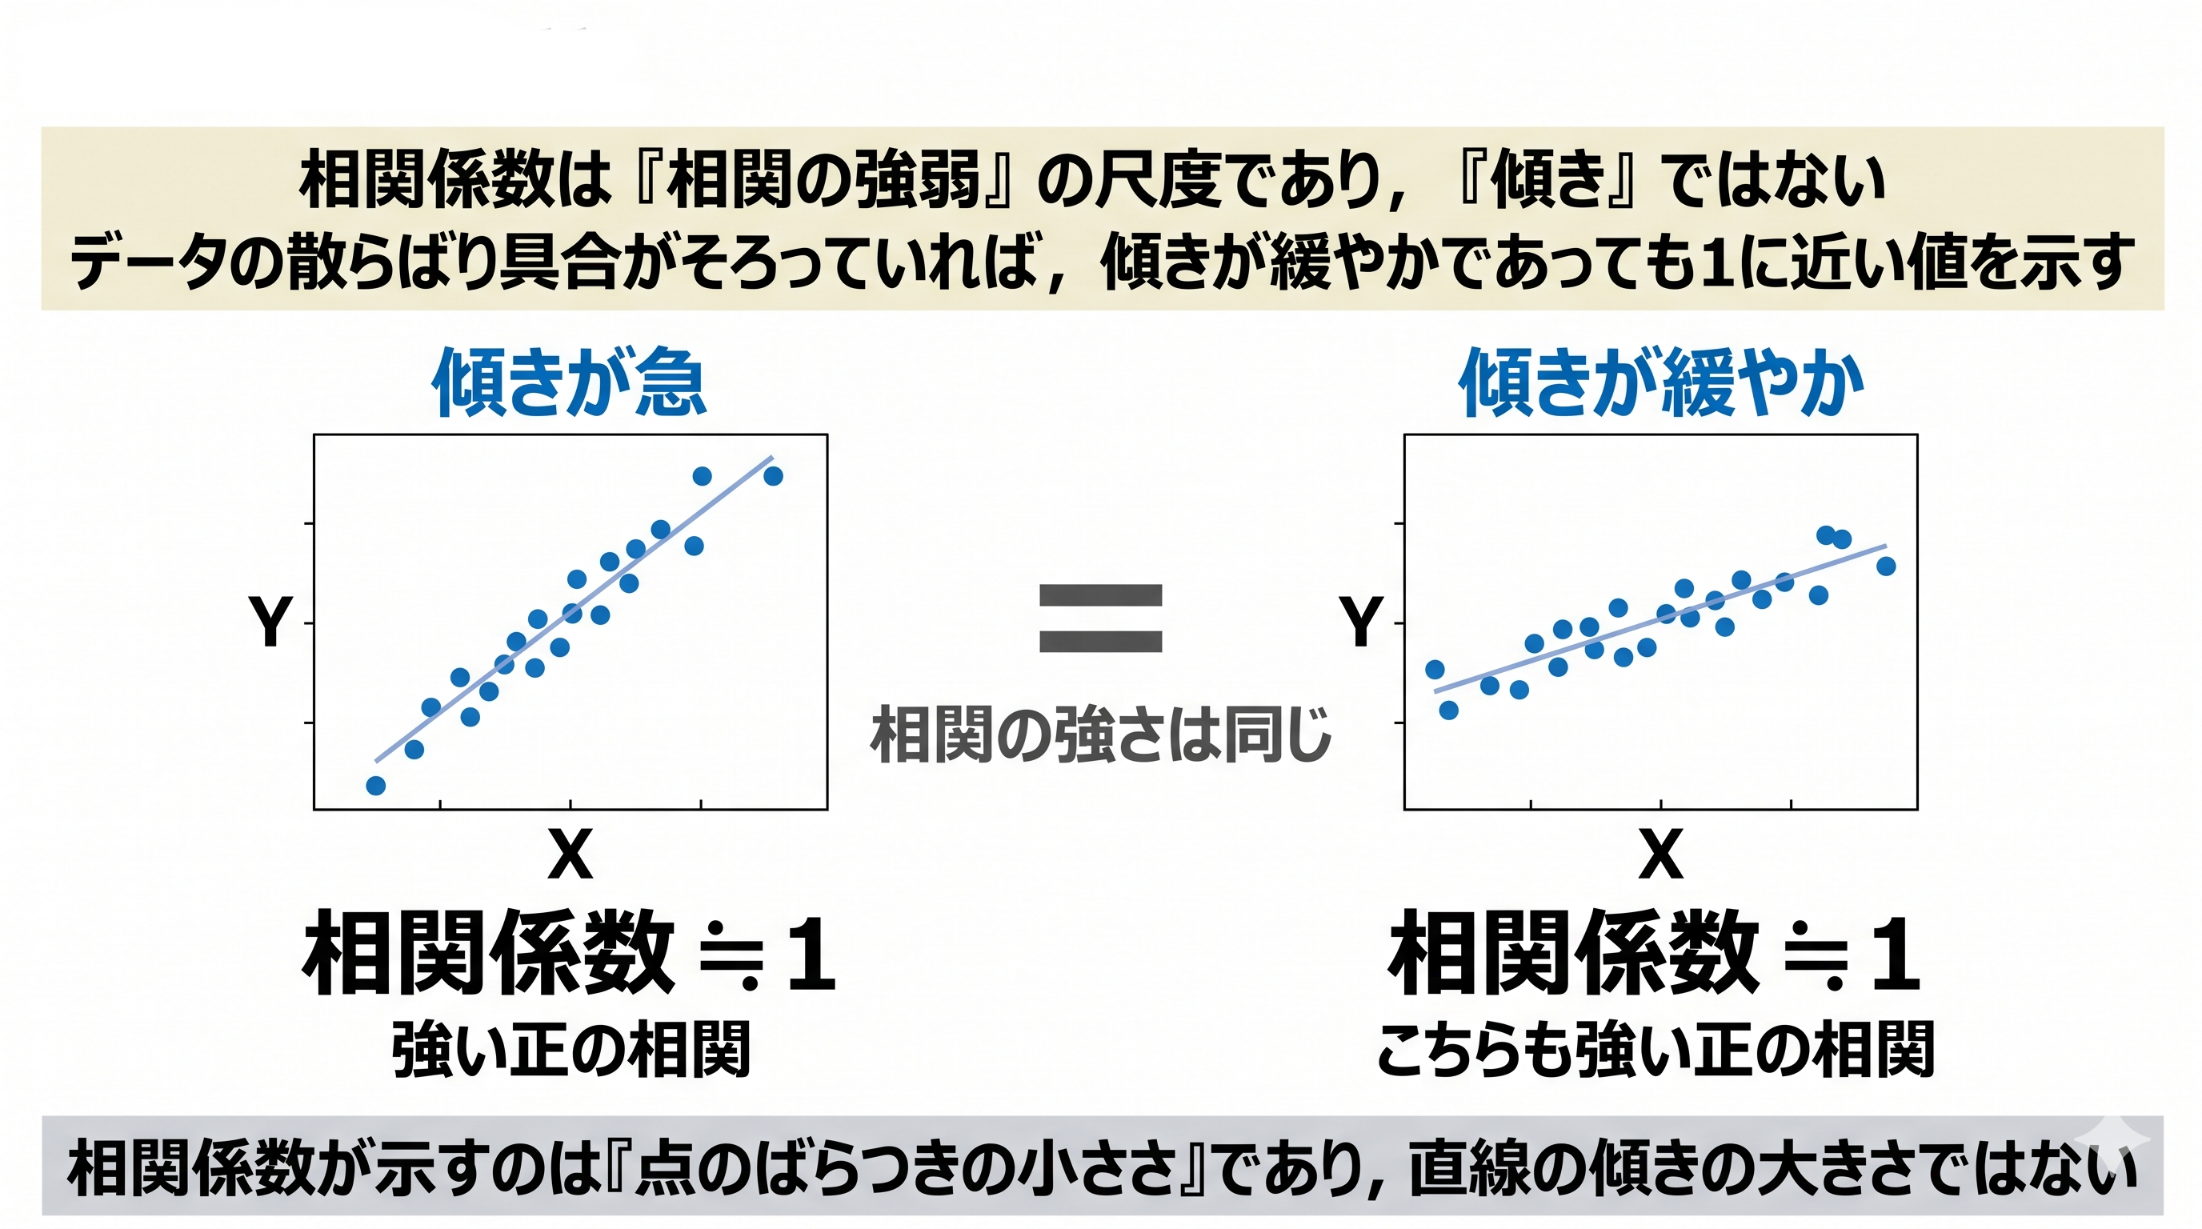 相関係数は『相関の強弱』の尺度であり，『傾き』ではない
データの散らばり具合がそろっていれば，傾きが緩やかであっても1に近い値を示す
傾きが急
傾きが緩やか
Y
X
＝
相関の強さは同じ
Y
X
相関係数≒1
強い正の相関
相関係数≒1
こちらも強い正の相関
相関係数が示すのは『点のばらつきの小ささ』であり, 直線の傾きの大きさではない